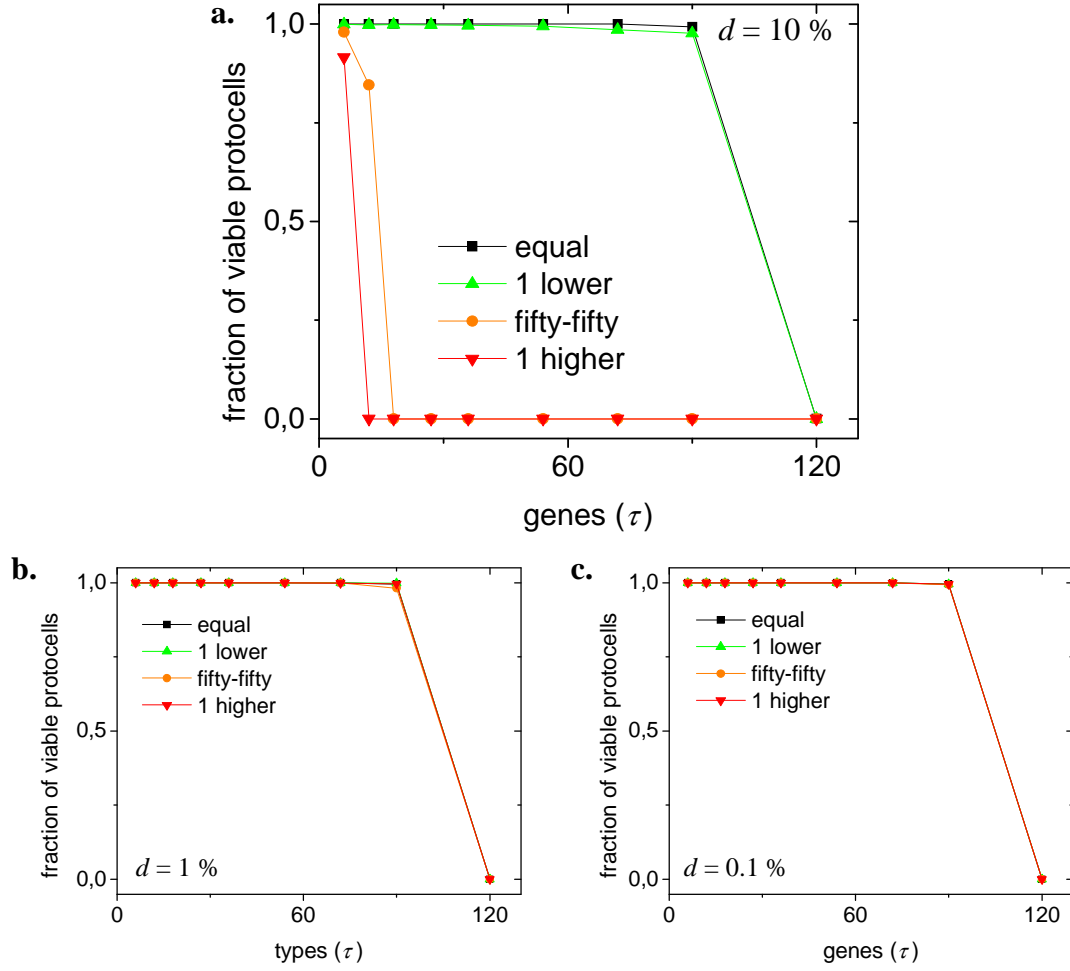 a.
1,0
d = 10 %
fraction of viable protocells
0,5
equal
1 lower
fifty-fifty
1 higher
0,0
0
60
120
genes (τ)
b.
1,0
fraction of viable protocells
equal
1 lower
fifty-fifty
1 higher
0,5
d = 1 %
0,0
0
60
120
types (τ)
c.
1,0
fraction of viable protocells
equal
1 lower
fifty-fifty
1 higher
0,5
d = 0.1 %
0,0
0
60
120
genes (τ)